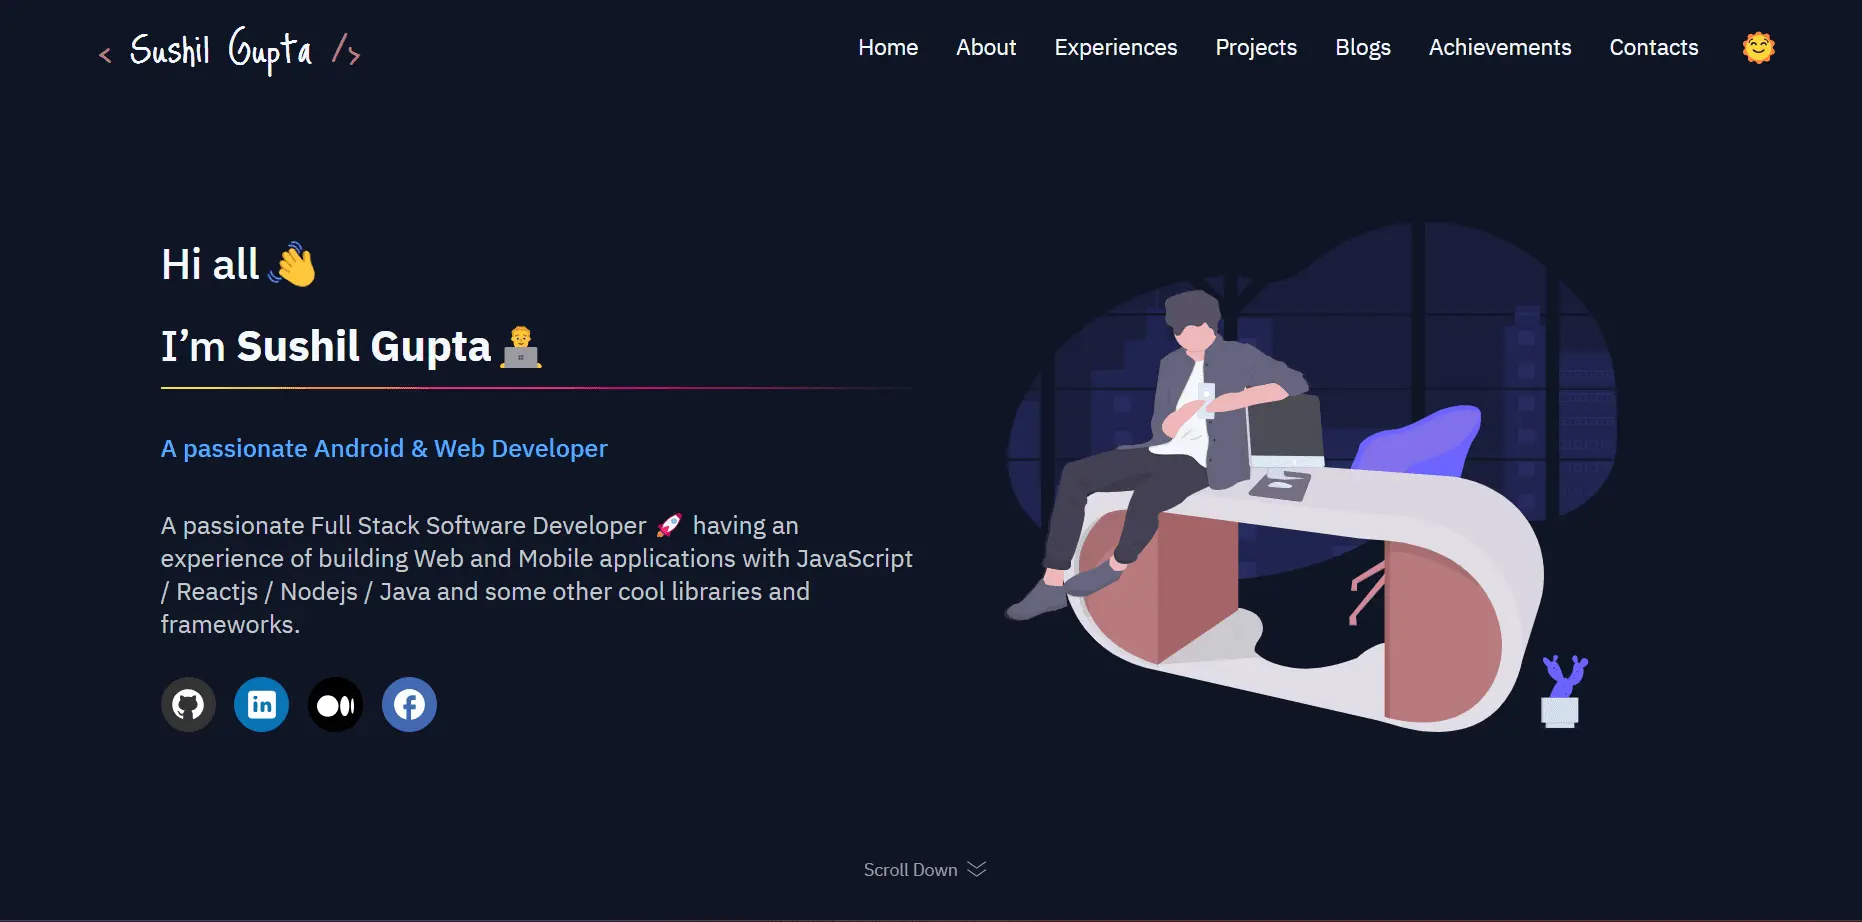 < Sushil Gupta />
Home About Experiences Projects Blogs Achievements Contacts
Hi all 👋
I’m Sushil Gupta 👨‍💻
A passionate Android & Web Developer
A passionate Full Stack Software Developer 🚀 having an
experience of building Web and Mobile applications with JavaScript
/ Reactjs / Nodejs / Java and some other cool libraries and
frameworks.
in
Scroll Down